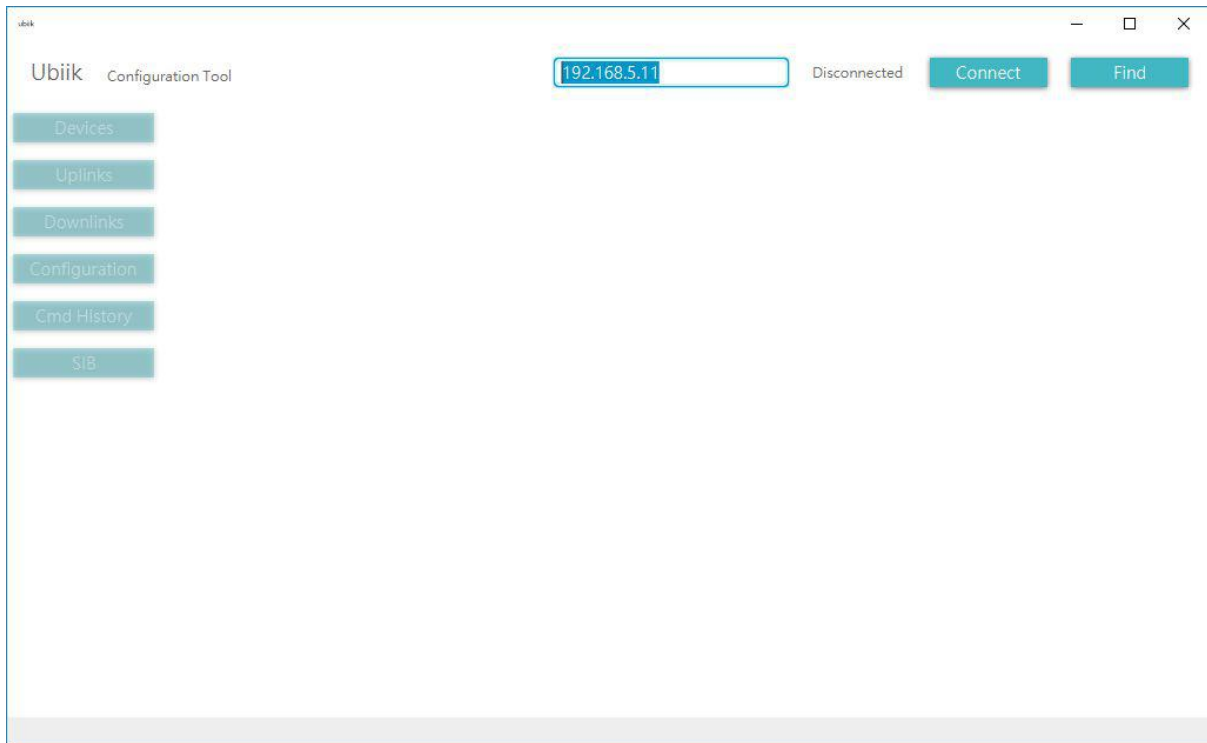 ubiik
Ubiik Configuration Tool 192.168.5.11 Disconnected Connect Find
Devices
Uplinks
Downlinks
Configuration
Cmd History
SIB